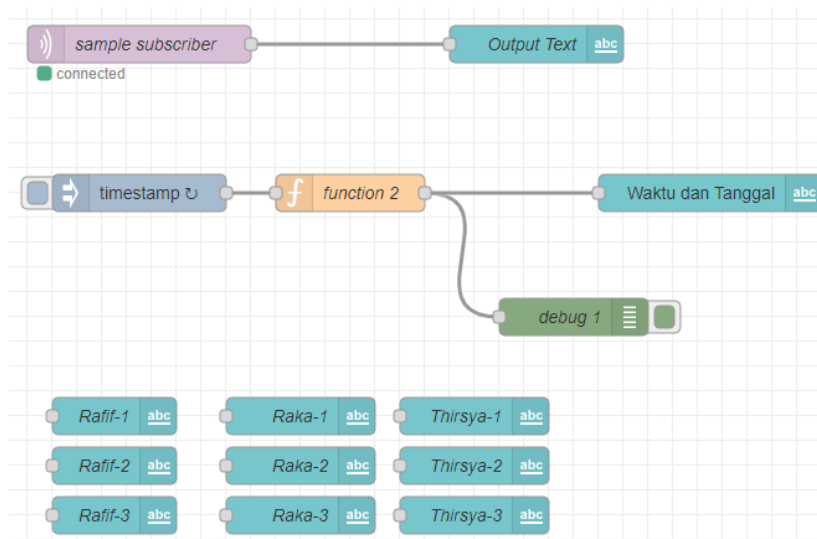 sample subscriber
Output Text abc
connected
timestamp ↻
function 2
Waktu dan Tanggal abc
debug 1
Rafif-1 abc
Raka-1 abc
Thirsya-1 abc
Rafif-2 abc
Raka-2 abc
Thirsya-2 abc
Rafif-3 abc
Raka-3 abc
Thirsya-3 abc